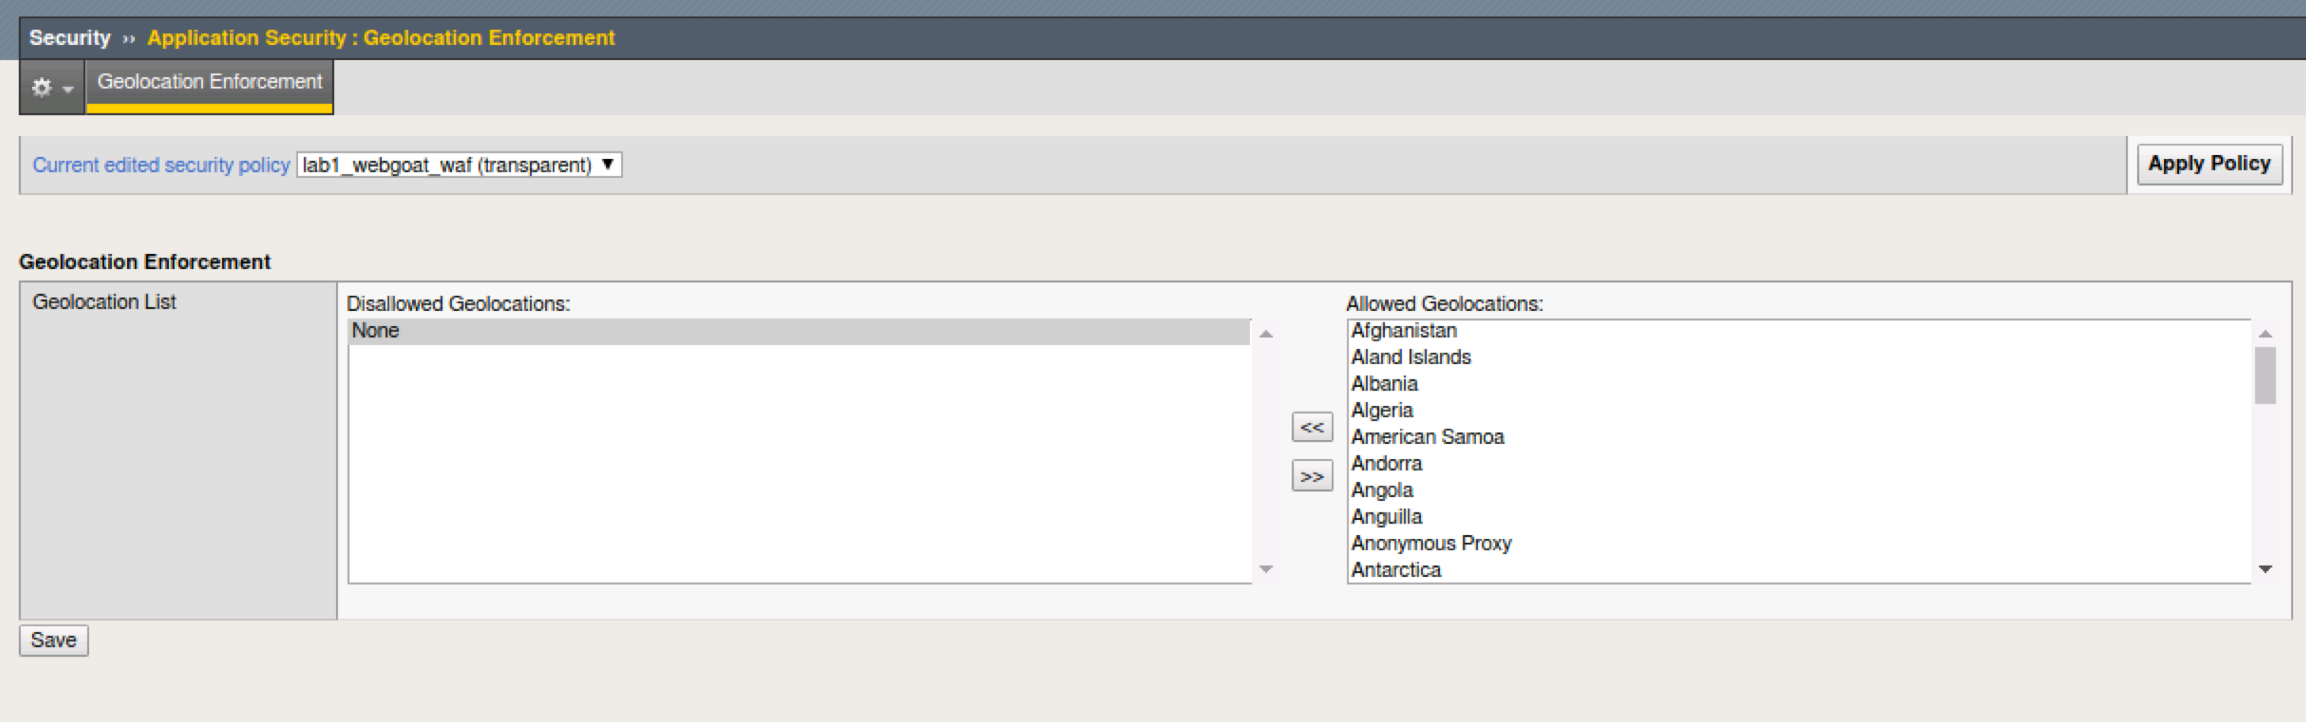 Security ›› Application Security : Geolocation Enforcement
Geolocation Enforcement
Current edited security policy lab1_webgoat_waf (transparent) ▼
Apply Policy
Geolocation Enforcement
Geolocation List
Disallowed Geolocations:
None
<<
>>
Allowed Geolocations:
Afghanistan
Aland Islands
Albania
Algeria
American Samoa
Andorra
Angola
Anguilla
Anonymous Proxy
Antarctica
Save